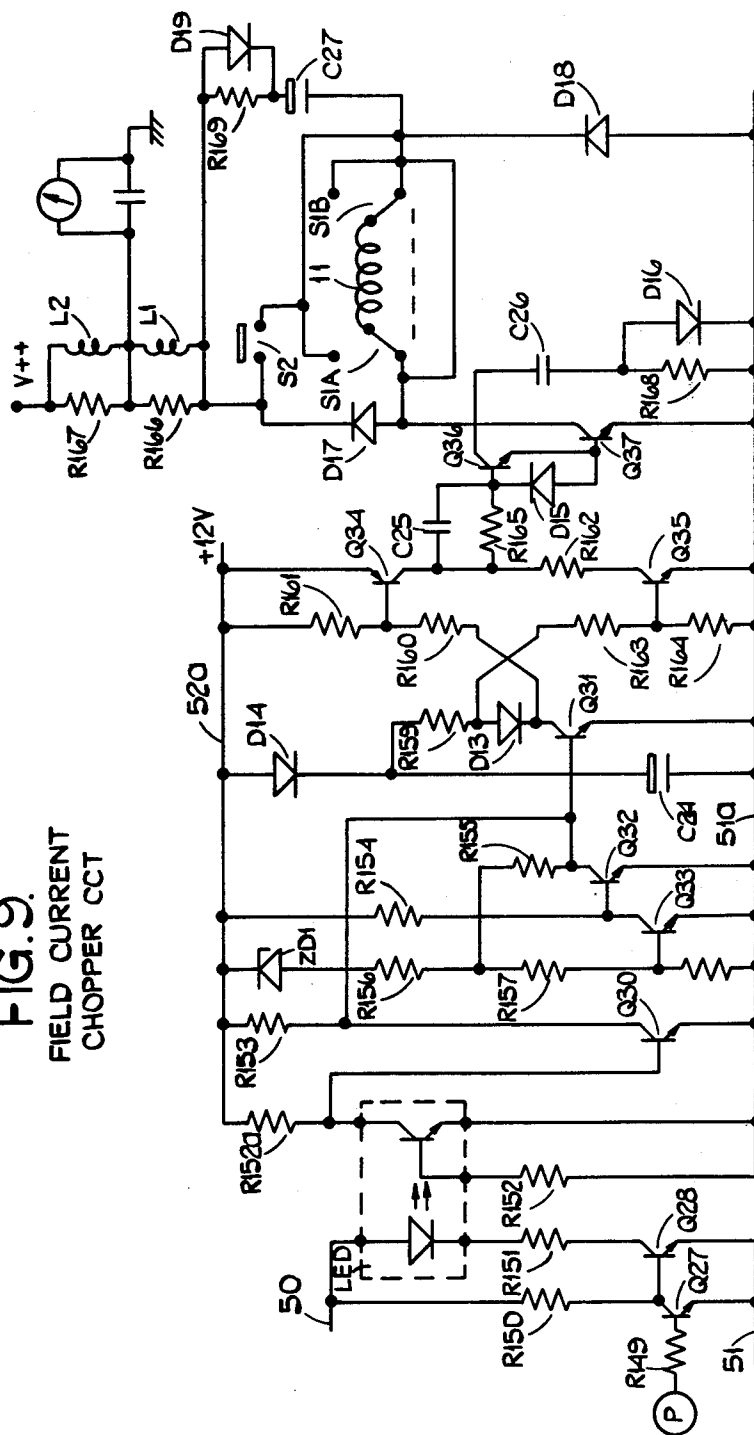 FIG.9.
FIELD CURRENT
CHOPPER CCT
P
R149
51
Q27
Q28
R150
R151
R152
50
LED
R152a
R153
Q30
ZD1
R156
R157
Q33
R154
Q32
R155
51a
C24
D14
52a
R159
D13
Q31
R161
R160
R163
R164
+12V
Q34
C25
R165
R162
Q35
D15
Q36
Q37
C26
R168
D16
V++
R167
L2
R166
L1
D17
S2
S1A
11
S1B
R169
D19
C27
D18